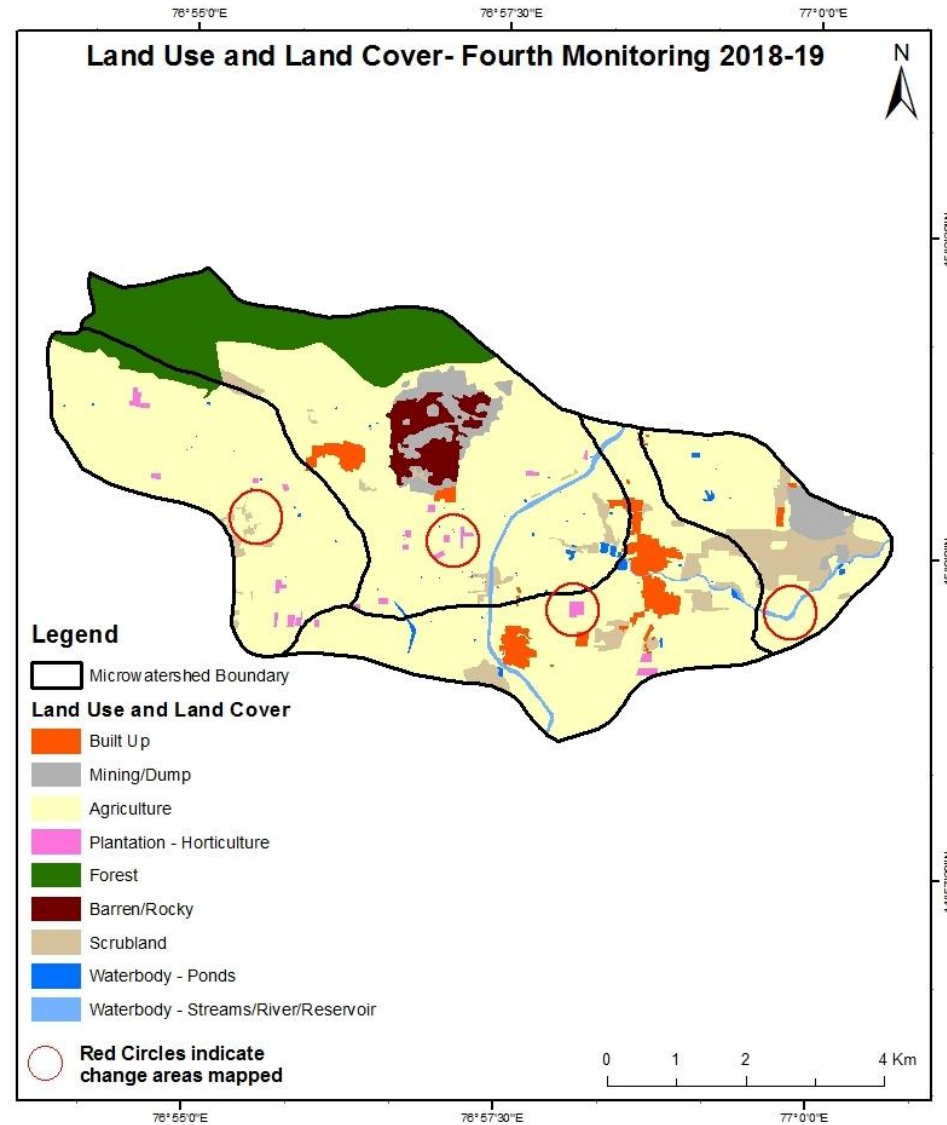 76°55'0"E
76°57'30"E
77°0'0"E
Land Use and Land Cover- Fourth Monitoring 2018-19
N
Legend
Microwatershed Boundary
Land Use and Land Cover
Built Up
Mining/Dump
Agriculture
Plantation - Horticulture
Forest
Barren/Rocky
Scrubland
Waterbody - Ponds
Waterbody - Streams/River/Reservoir
Red Circles indicate
change areas mapped
0 1 2 4 Km
76°55'0"E
76°57'30"E
77°0'0"E